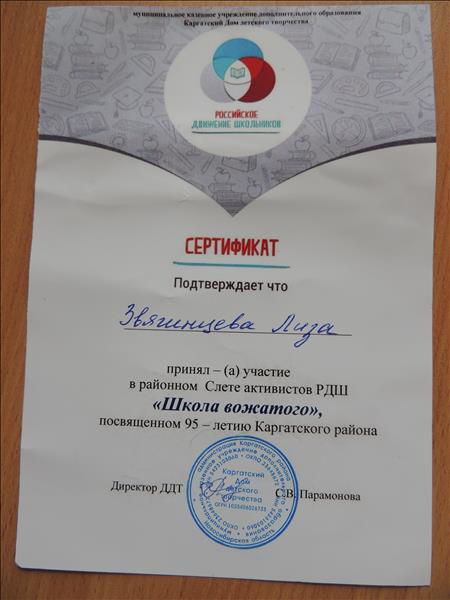 муниципальное казенное учреждение дополнительного образования
Каргатский Дом детского творчества
РОССИЙСКОЕ
ДВИЖЕНИЕ ШКОЛЬНИКОВ
СЕРТИФИКАТ
Подтверждает что
Звягинцева Лиза
принял – (а) участие
в районном Слете активистов РДШ
«Школа вожатого»,
посвященном 95 – летию Каргатского района
Директор ДДТ
С.В. Парамонова
Каргатский
Дом
детского
творчества